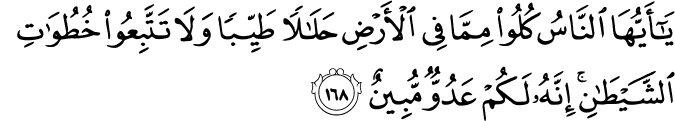 يَـٰٓأَيُّهَا ٱلنَّاسُ كُلُوا۟ مِمَّا فِى ٱلْأَرْضِ حَلَـٰلًا طَيِّبًا وَلَا تَتَّبِعُوا۟ خُطُوَٰتِ
ٱلشَّيْطَـٰنِ ۚ إِنَّهُۥ لَكُمْ عَدُوٌّ مُّبِينٌ ١٦٨